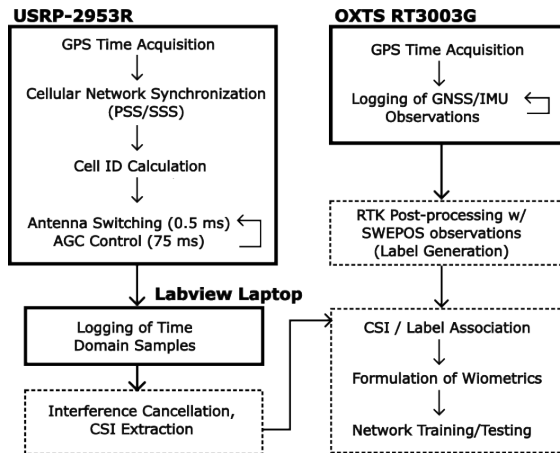 USRP-2953R
GPS Time Acquisition
Cellular Network Synchronization
(PSS/SSS)
Cell ID Calculation
Antenna Switching (0.5 ms)
AGC Control (75 ms)
Labview Laptop
Logging of Time
Domain Samples
Interference Cancellation,
CSI Extraction
OXTS RT3003G
GPS Time Acquisition
Logging of GNSS/IMU
Observations
RTK Post-processing w/
SWEPOS observations
(Label Generation)
CSI / Label Association
Formulation of Wiometrics
Network Training/Testing